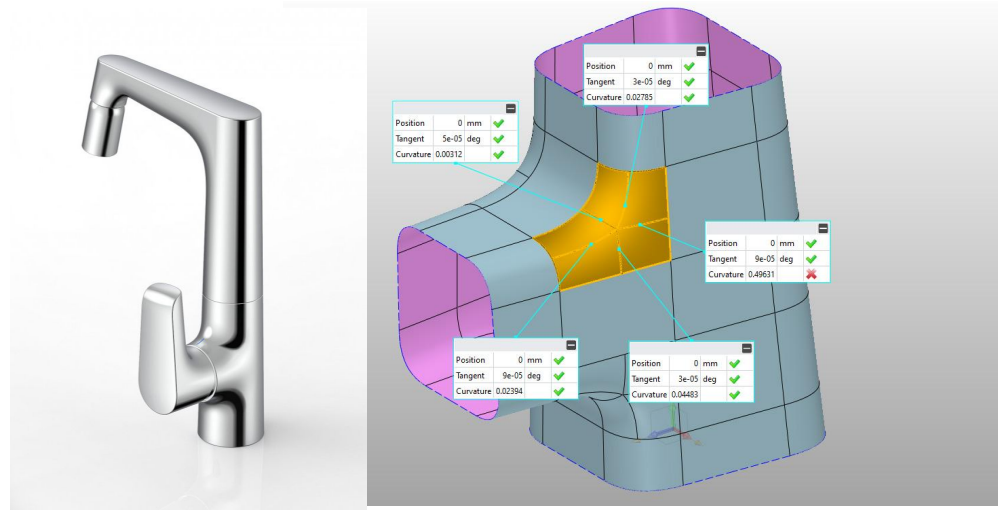 Position 0 mm
Tangent 3e-05 deg
Curvature 0.02785
Position 0 mm
Tangent 5e-05 deg
Curvature 0.00312
Position 0 mm
Tangent 9e-05 deg
Curvature 0.49631
Position 0 mm
Tangent 9e-05 deg
Curvature 0.02394
Position 0 mm
Tangent 3e-05 deg
Curvature 0.04483